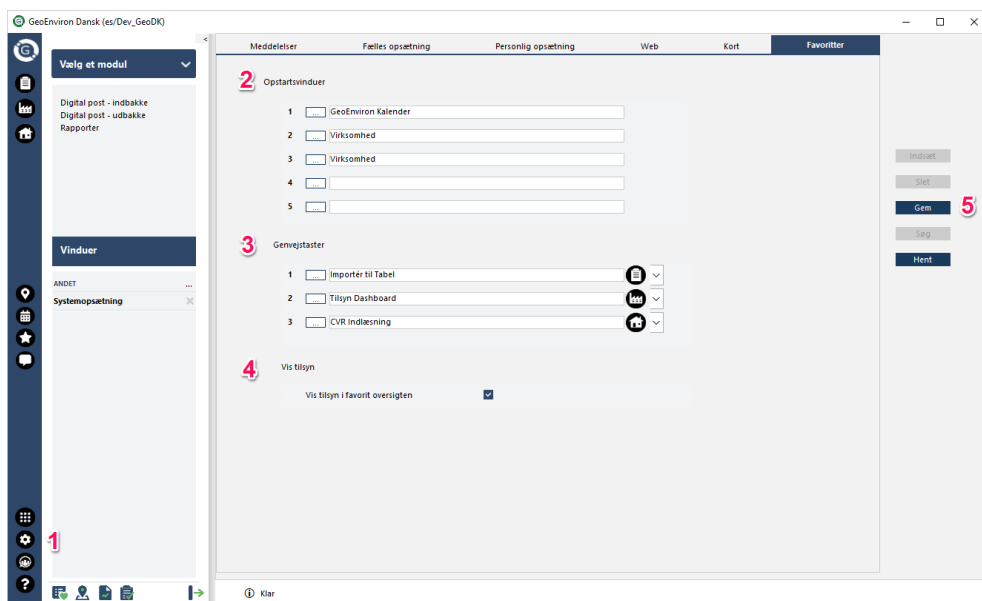 GeoEnviron Dansk (es/Dev_GeoDK)
Vælg et modul
Digital post - indbakke
Digital post - udbakke
Rapporter
Vinduer
ANDET ...
Systemopsætning
1
Meddelelser Fælles opsætning Personlig opsætning Web Kort Favoritter
2 Opstartsvinduer
1 ... GeoEnviron Kalender
2 ... Virksomhed
3 ... Virksomhed
4 ...
5 ...
3 Genvejstaster
1 ... Importér til Tabel
2 ... Tilsyn Dashboard
3 ... CVR Indlæsning
4 Vis tilsyn
Vis tilsyn i favorit oversigten
Indsæt
Slet
Gem 5
Søg
Hent
Klar